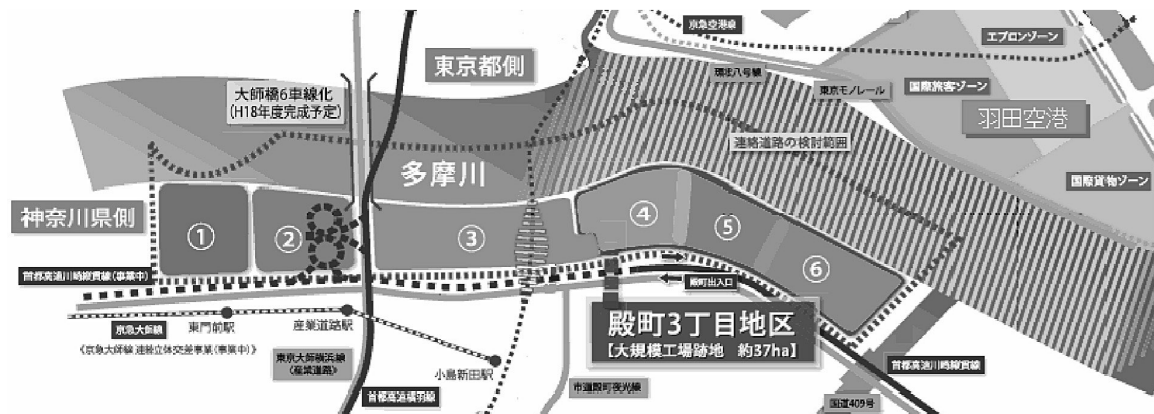 京急空港線
エプロンゾーン
東京都側
環状八号線
国際旅客ゾーン
大師橋6車線化
(H18年度完成予定)
東京モノレール
羽田空港
連絡道路の検討範囲
多摩川
国際貨物ゾーン
神奈川県側
①
②
③
④
⑤
⑥
首都高速川崎縦貫線(事業中)
殿町出入口
京急大師線
東門前駅
産業道路駅
殿町3丁目地区
【大規模工場跡地 約37ha】
《京急大師線 連続立体交差事業(事業中)》
東京大師横浜線
《産業道路》
小島新田駅
首都高速川崎縦貫線
首都高速横羽線
市道殿町夜光線
国道409号